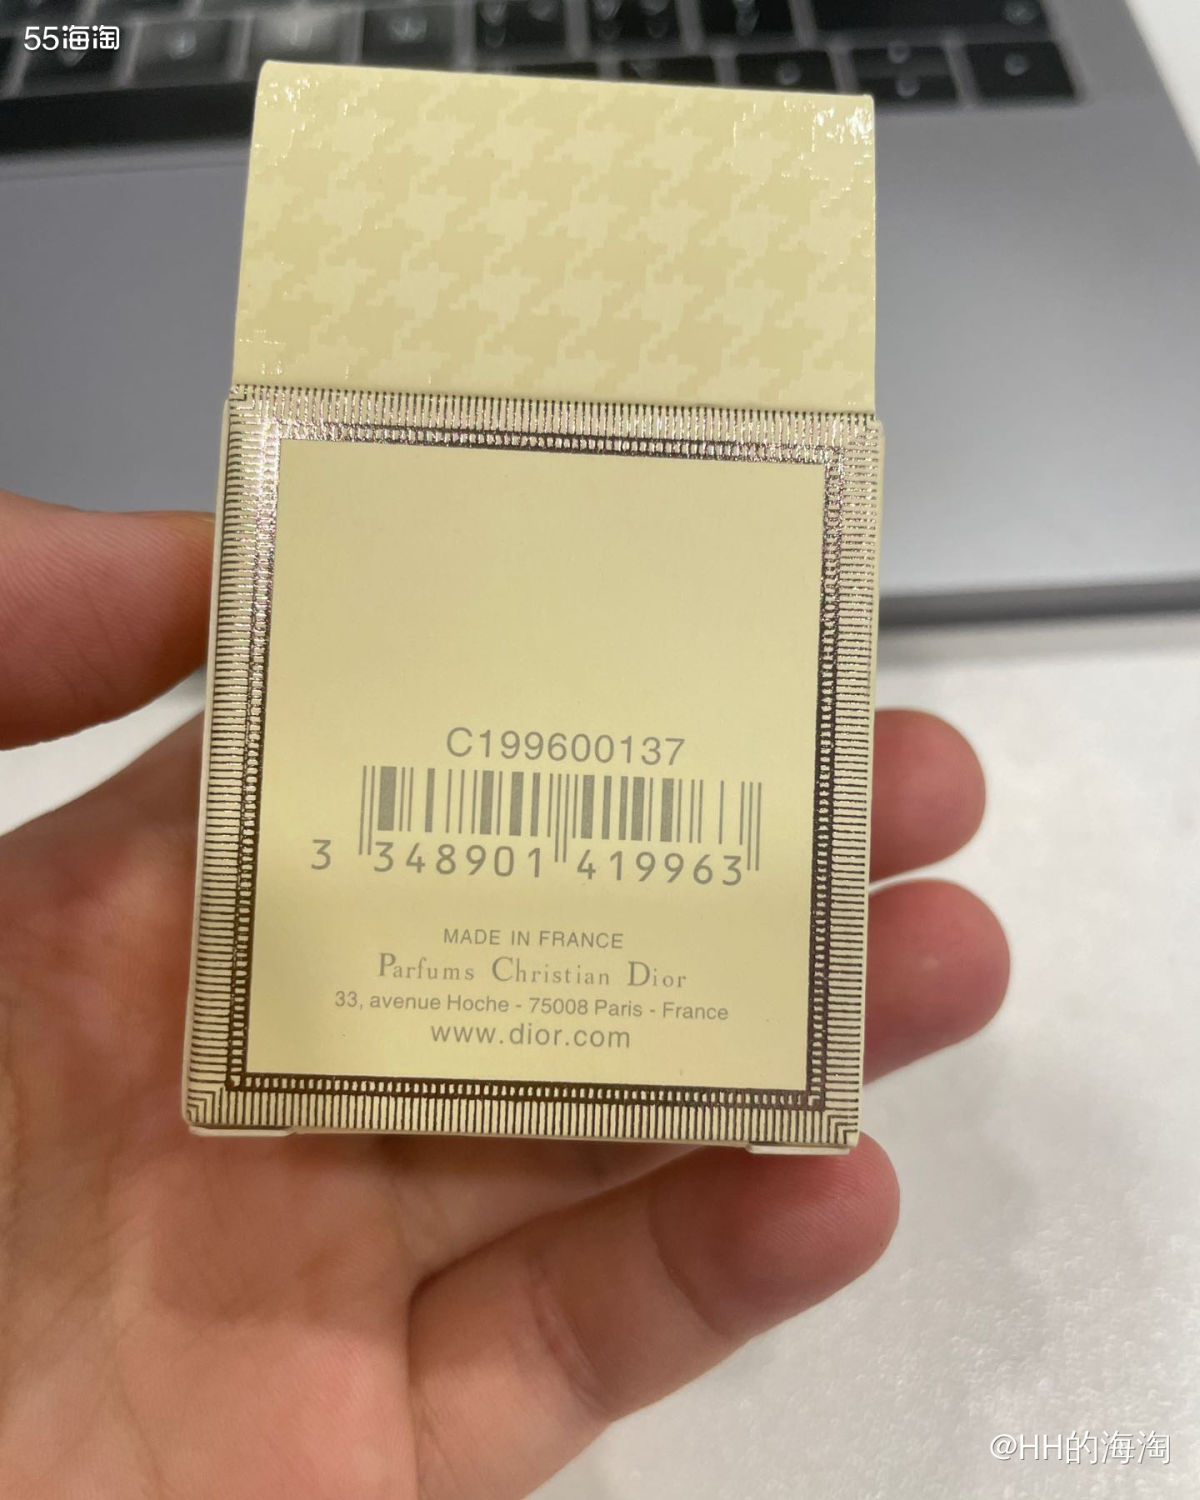 55海淘
C199600137
3 348901 419963
MADE IN FRANCE
Parfums Christian Dior
33, avenue Hoche - 75008 Paris - France
www.dior.com
@HH的海淘